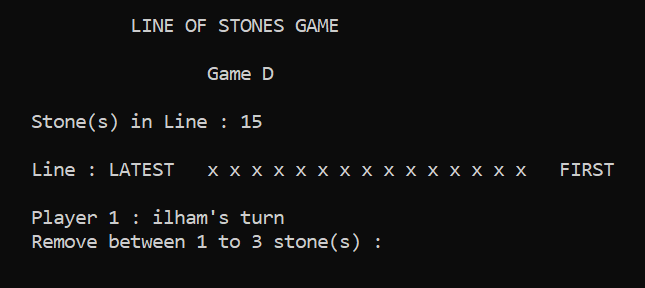 LINE OF STONES GAME
Game D
Stone(s) in Line : 15
Line : LATEST x x x x x x x x x x x x x x x FIRST
Player 1 : ilham's turn
Remove between 1 to 3 stone(s) :